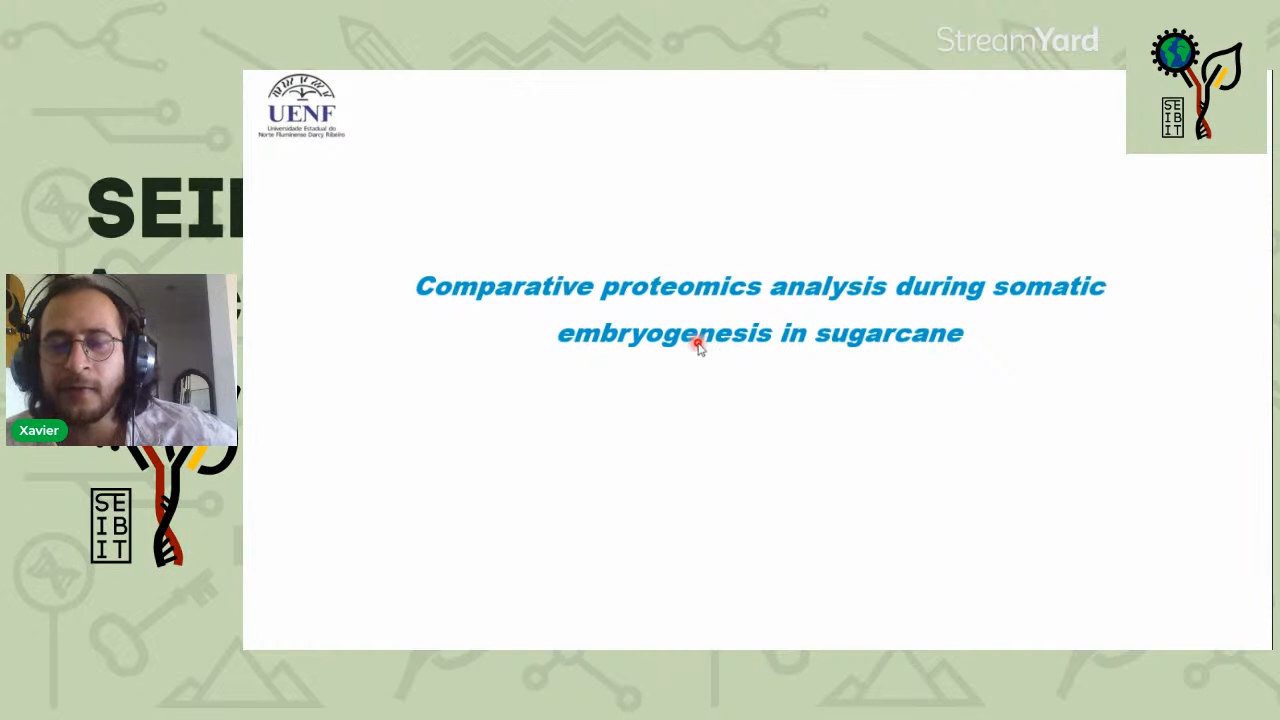 StreamYard
UENF
Universidade Estadual do
Norte Fluminense Darcy Ribeiro
SE
IB
IT
SEIB
Comparative proteomics analysis during somatic
embryogenesis in sugarcane
Xavier
SE
IB
IT